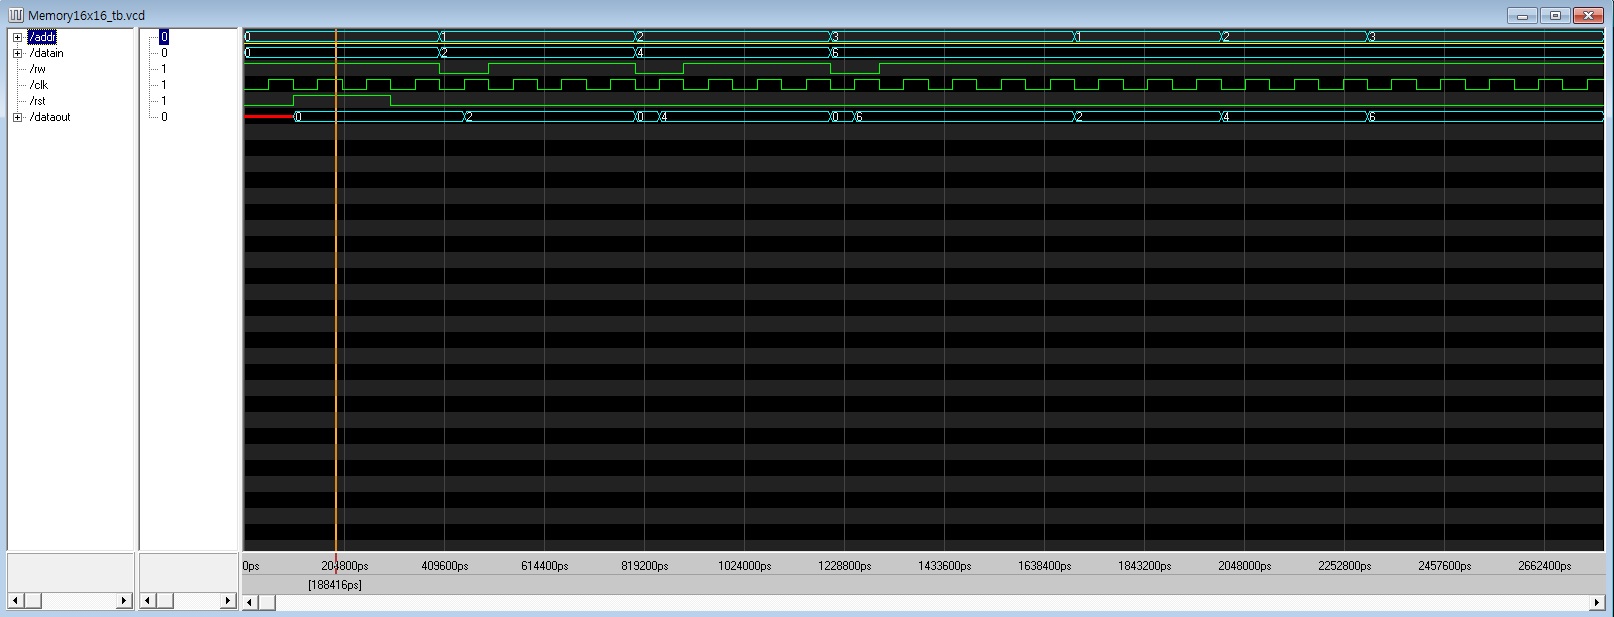 Memory16x16_tb.vcd
/addr 0 0 1 2 3 1 2 3
/datain 0 0 2 4 6
/rw 1
/clk 1
/rst 1
/dataout 0 0 2 0 4 0 6 2 4 6
0ps 204800ps 409600ps 614400ps 819200ps 1024000ps 1228800ps 1433600ps 1638400ps 1843200ps 2048000ps 2252800ps 2457600ps 2662400ps
[188416ps]